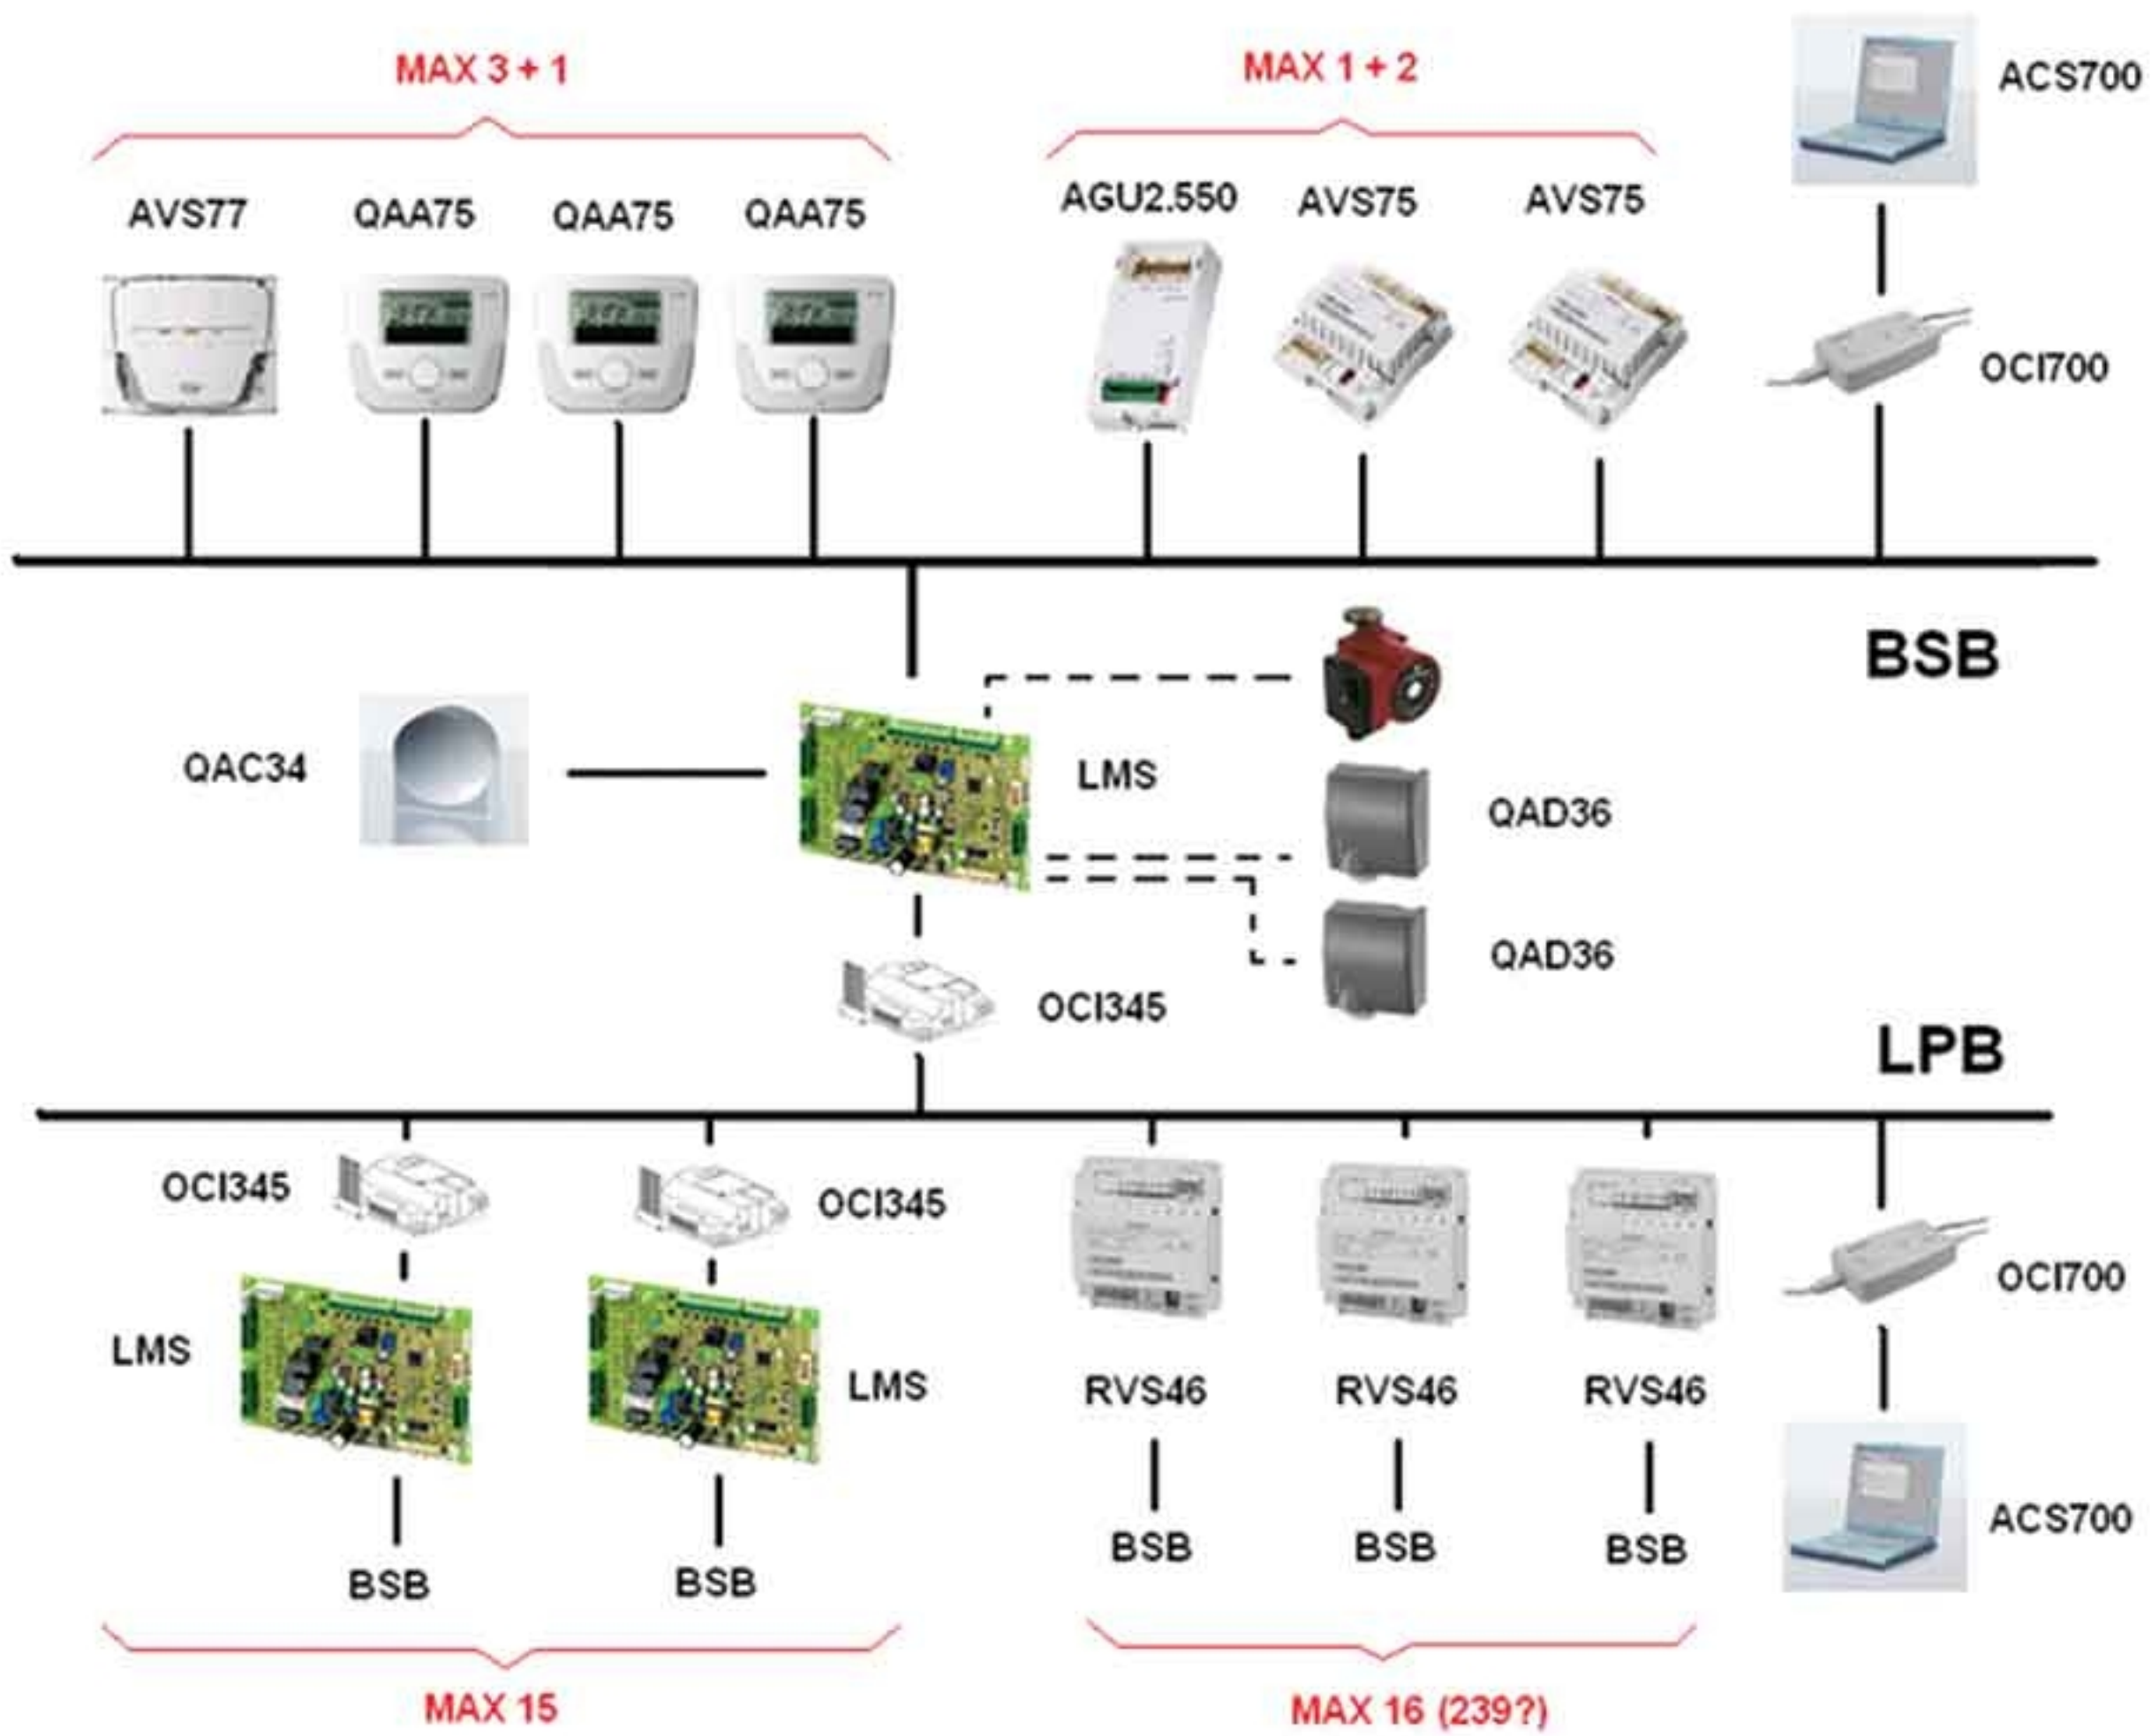 MAX 3 + 1
MAX 1 + 2
ACS700
AVS77
QAA75
QAA75
QAA75
AGU2.550
AVS75
AVS75
OCI700
BSB
QAC34
LMS
QAD36
QAD36
OCI345
LPB
OCI345
OCI345
OCI700
LMS
LMS
RVS46
RVS46
RVS46
ACS700
BSB
BSB
BSB
BSB
BSB
MAX 15
MAX 16 (239?)